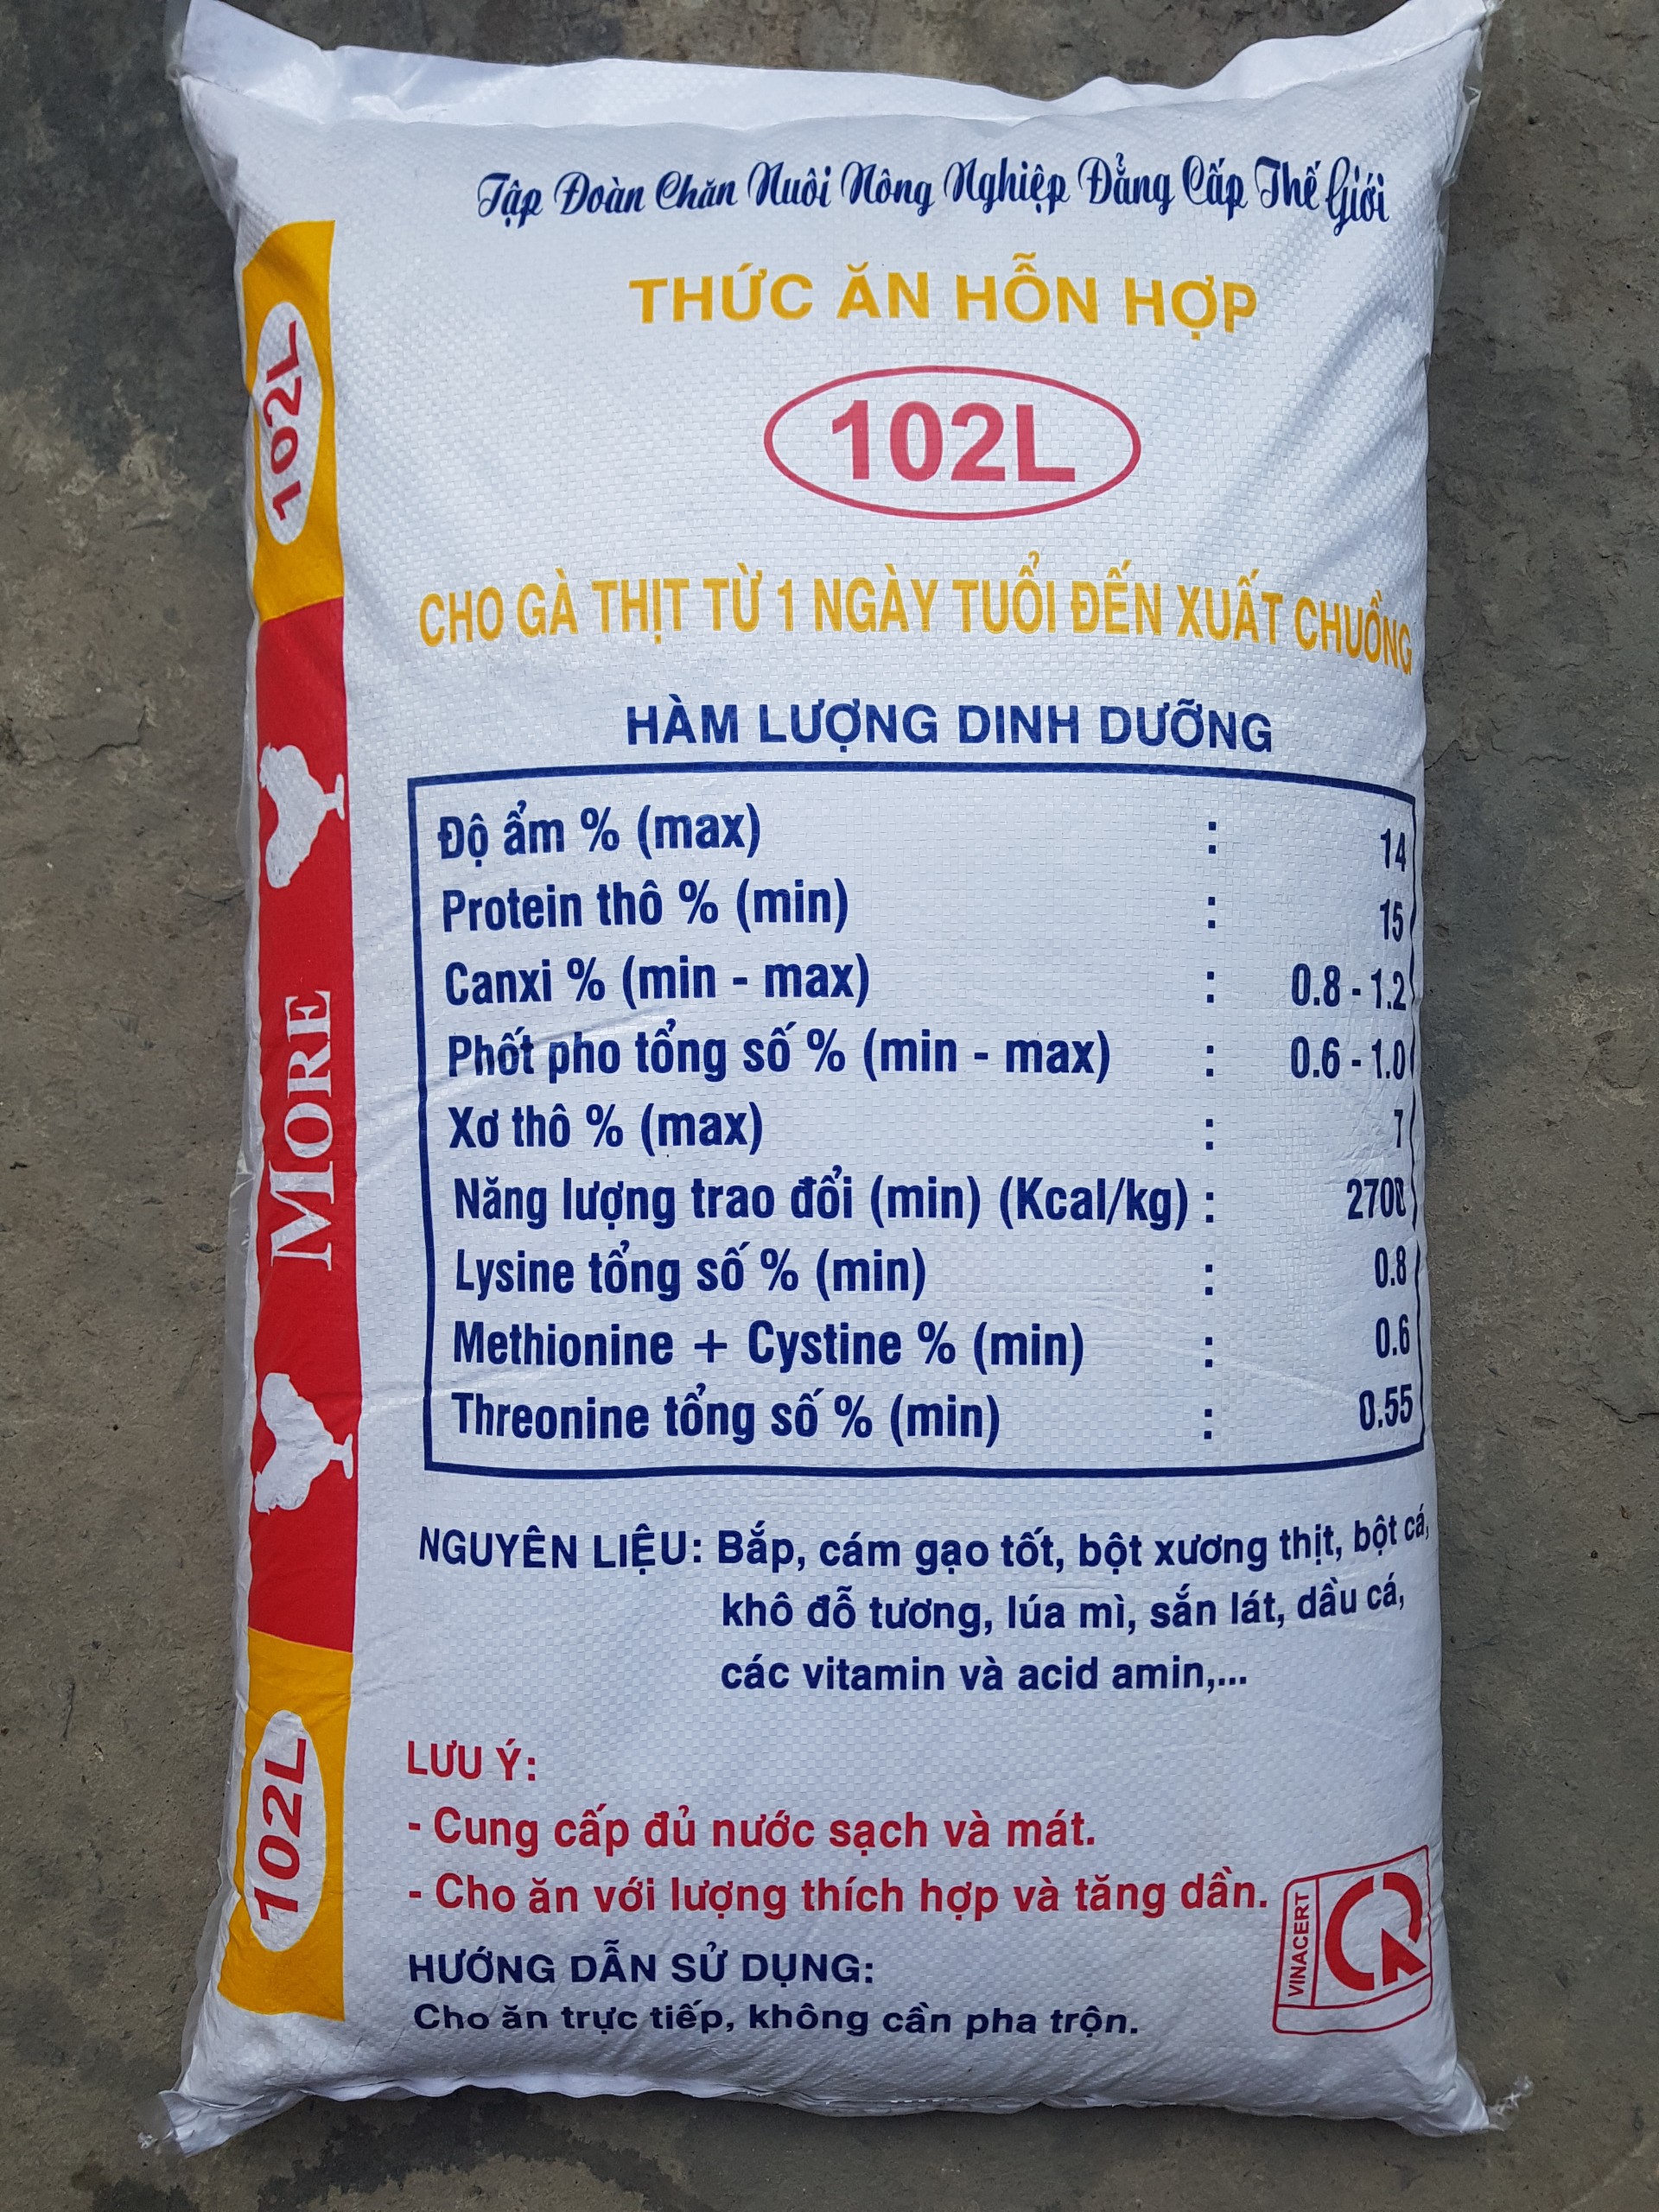 Tập Đoàn Chăn Nuôi Nông Nghiệp Đẳng Cấp Thế Giới
THỨC ĂN HỖN HỢP
102L
CHO GÀ THỊT TỪ 1 NGÀY TUỔI ĐẾN XUẤT CHUỒNG
HÀM LƯỢNG DINH DƯỠNG
Độ ẩm % (max) : 14
Protein thô % (min) : 15
Canxi % (min - max) : 0.8 - 1.2
Phốt pho tổng số % (min - max) : 0.6 - 1.0
Xơ thô % (max) : 7
Năng lượng trao đổi (min) (Kcal/kg) : 2700
Lysine tổng số % (min) : 0.8
Methionine + Cystine % (min) : 0.6
Threonine tổng số % (min) : 0.55
NGUYÊN LIỆU: Bắp, cám gạo tốt, bột xương thịt, bột cá,
khô đỗ tương, lúa mì, sắn lát, dầu cá,
các vitamin và acid amin,...
LƯU Ý:
- Cung cấp đủ nước sạch và mát.
- Cho ăn với lượng thích hợp và tăng dần.
HƯỚNG DẪN SỬ DỤNG:
Cho ăn trực tiếp, không cần pha trộn.
VINACERT
102L
MORE
102L